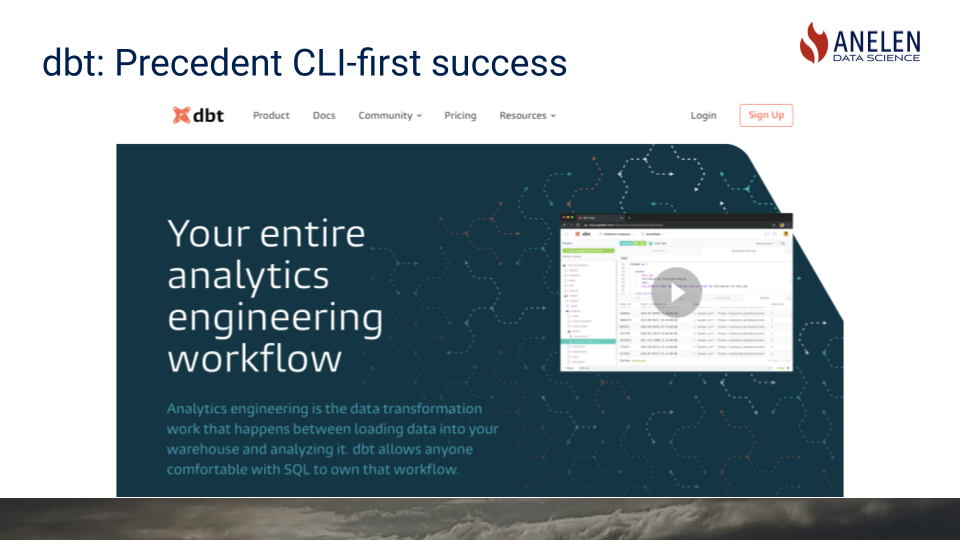 dbt: Precedent CLI-first success
ANELEN
DATA SCIENCE
dbt
Product
Docs
Community
Pricing
Resources
Login
Sign Up
Your entire
analytics
engineering
workflow
Analytics engineering is the data transformation
work that happens between loading data into your
warehouse and analyzing it. dbt allows anyone
comfortable with SQL to own that workflow.
dbt